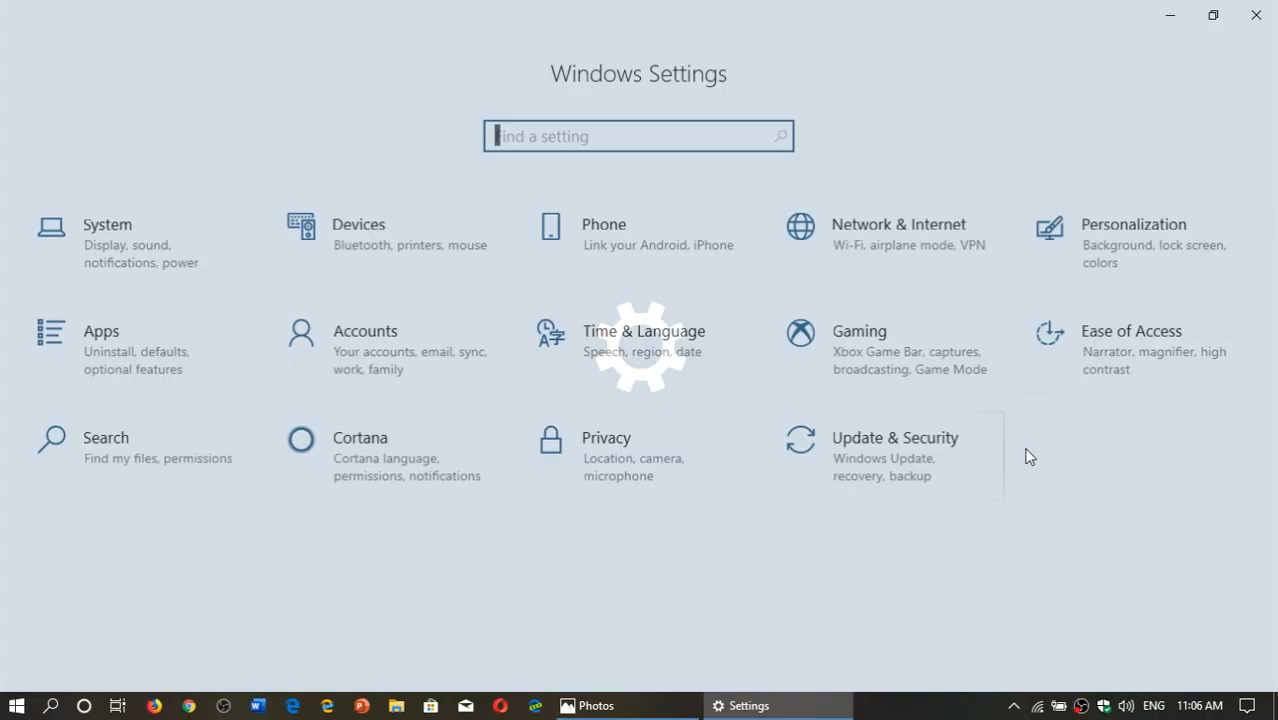 Windows Settings
Find a setting
System
Display, sound,
notifications, power
Devices
Bluetooth, printers, mouse
Phone
Link your Android, iPhone
Network & Internet
Wi-Fi, airplane mode, VPN
Personalization
Background, lock screen,
colors
Apps
Uninstall, defaults,
optional features
Accounts
Your accounts, email, sync,
work, family
Time & Language
Speech, region, date
Gaming
Xbox Game Bar, captures,
broadcasting, Game Mode
Ease of Access
Narrator, magnifier, high
contrast
Search
Find my files, permissions
Cortana
Cortana language,
permissions, notifications
Privacy
Location, camera,
microphone
Update & Security
Windows Update,
recovery, backup
Photos
Settings
ENG
11:06 AM